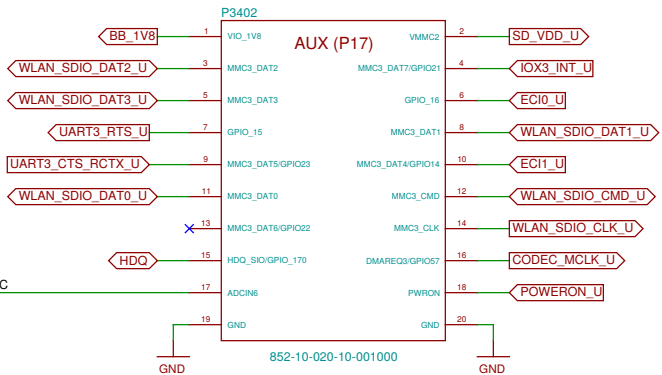 P3402
AUX (P17)
BB_1V8 1 VIO_1V8 VMMC2 2 SD_VDD_U
WLAN_SDIO_DAT2_U 3 MMC3_DAT2 MMC3_DAT7/GPIO21 4 IOX3_INT_U
WLAN_SDIO_DAT3_U 5 MMC3_DAT3 GPIO_16 6 ECI0_U
UART3_RTS_U 7 GPIO_15 MMC3_DAT1 8 WLAN_SDIO_DAT1_U
UART3_CTS_RCTX_U 9 MMC3_DAT5/GPIO23 MMC3_DAT4/GPIO14 10 ECI1_U
WLAN_SDIO_DAT0_U 11 MMC3_DAT0 MMC3_CMD 12 WLAN_SDIO_CMD_U
13 MMC3_DAT6/GPIO22 MMC3_CLK 14 WLAN_SDIO_CLK_U
HDQ 15 HDQ_SIO/GPIO_170 DMAREQ3/GPIO57 16 CODEC_MCLK_U
C 17 ADCIN6 PWRON 18 POWERON_U
19 GND GND 20
852-10-020-10-001000
GND GND